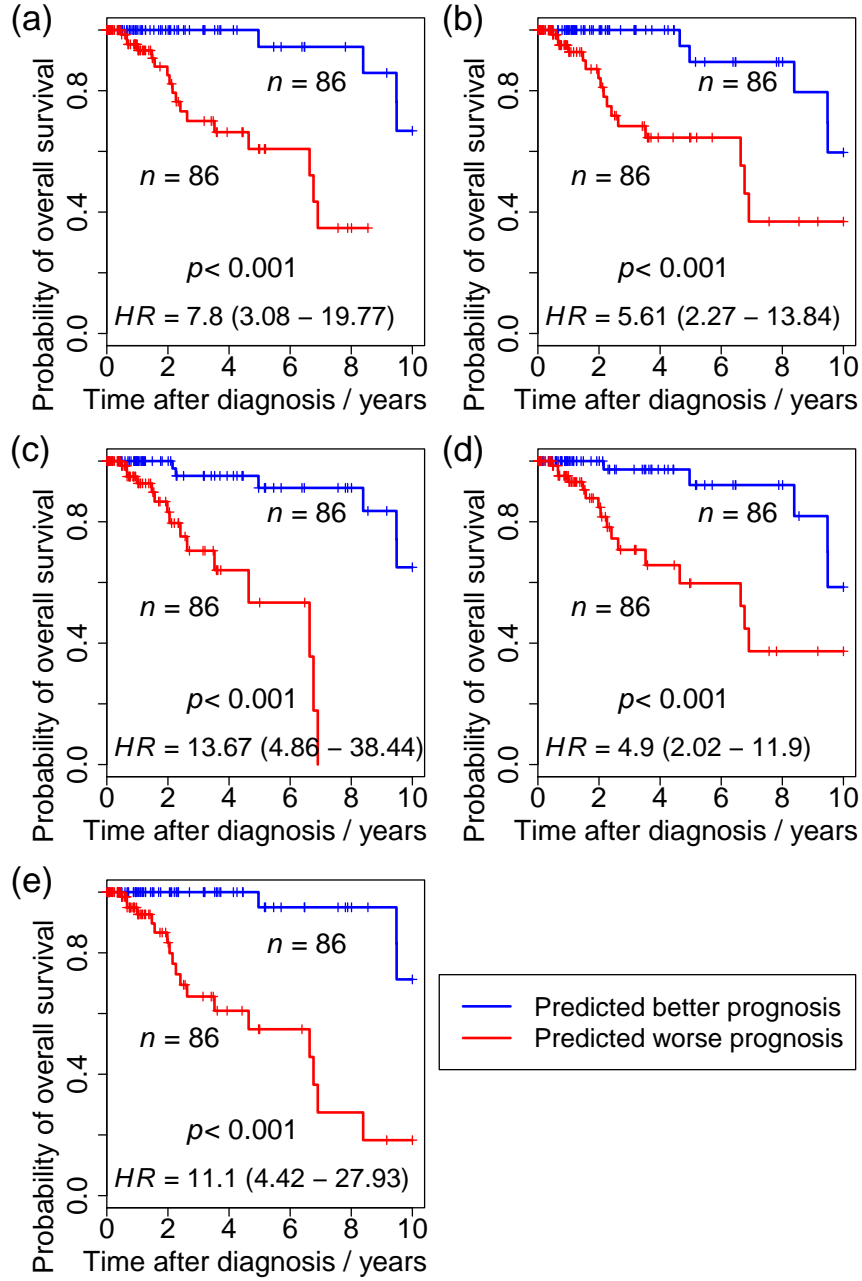 (a)
Probability of overall survival
0.0 0.4 0.8
n = 86
n = 86
p< 0.001
HR = 7.8 (3.08 − 19.77)
0 2 4 6 8 10
Time after diagnosis / years
(b)
Probability of overall survival
0.0 0.4 0.8
n = 86
n = 86
p< 0.001
HR = 5.61 (2.27 − 13.84)
0 2 4 6 8 10
Time after diagnosis / years
(c)
Probability of overall survival
0.0 0.4 0.8
n = 86
n = 86
p< 0.001
HR = 13.67 (4.86 − 38.44)
0 2 4 6 8 10
Time after diagnosis / years
(d)
Probability of overall survival
0.0 0.4 0.8
n = 86
n = 86
p< 0.001
HR = 4.9 (2.02 − 11.9)
0 2 4 6 8 10
Time after diagnosis / years
(e)
Probability of overall survival
0.0 0.4 0.8
n = 86
n = 86
p< 0.001
HR = 11.1 (4.42 − 27.93)
0 2 4 6 8 10
Time after diagnosis / years
Predicted better prognosis
Predicted worse prognosis